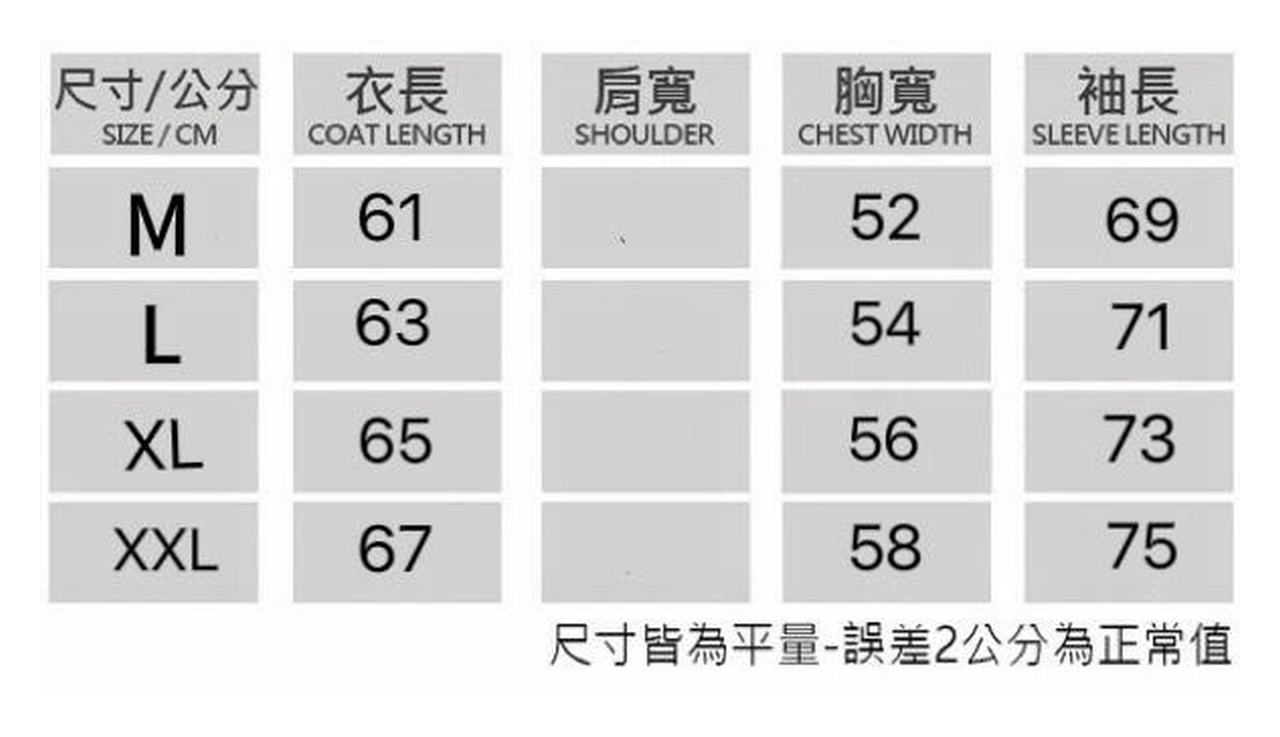 尺寸/公分 衣長 肩寬 胸寬 袖長
SIZE / CM COAT LENGTH SHOULDER CHEST WIDTH SLEEVE LENGTH
M 61 52 69
L 63 54 71
XL 65 56 73
XXL 67 58 75
尺寸皆為平量-誤差2公分為正常值